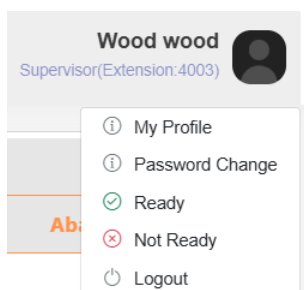 Wood wood
Supervisor(Extension:4003)
My Profile
Password Change
Ready
Not Ready
Logout